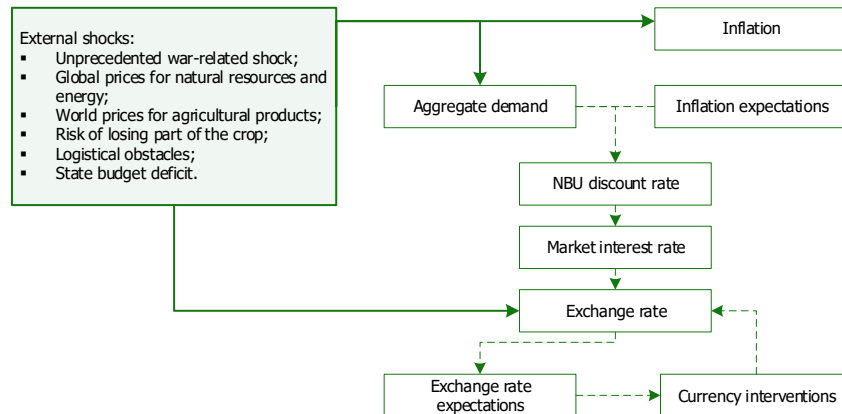 External shocks:
▪ Unprecedented war-related shock;
▪ Global prices for natural resources and
energy;
▪ World prices for agricultural products;
▪ Risk of losing part of the crop;
▪ Logistical obstacles;
▪ State budget deficit.
Inflation
Aggregate demand
Inflation expectations
NBU discount rate
Market interest rate
Exchange rate
Exchange rate
expectations
Currency interventions